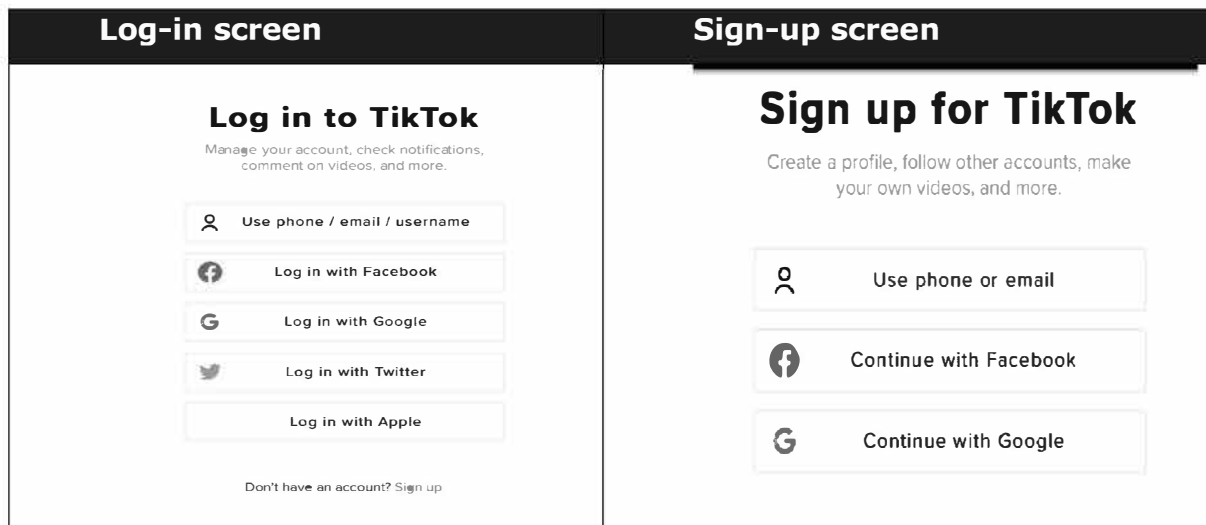 Log-in screen
Sign-up screen
Log in to TikTok
Manage your account, check notifications,
comment on videos, and more.
Use phone / email / username
Log in with Facebook
Log in with Google
Log in with Twitter
Log in with Apple
Don't have an account? Sign up
Sign up for TikTok
Create a profile, follow other accounts, make
your own videos, and more.
Use phone or email
Continue with Facebook
Continue with Google